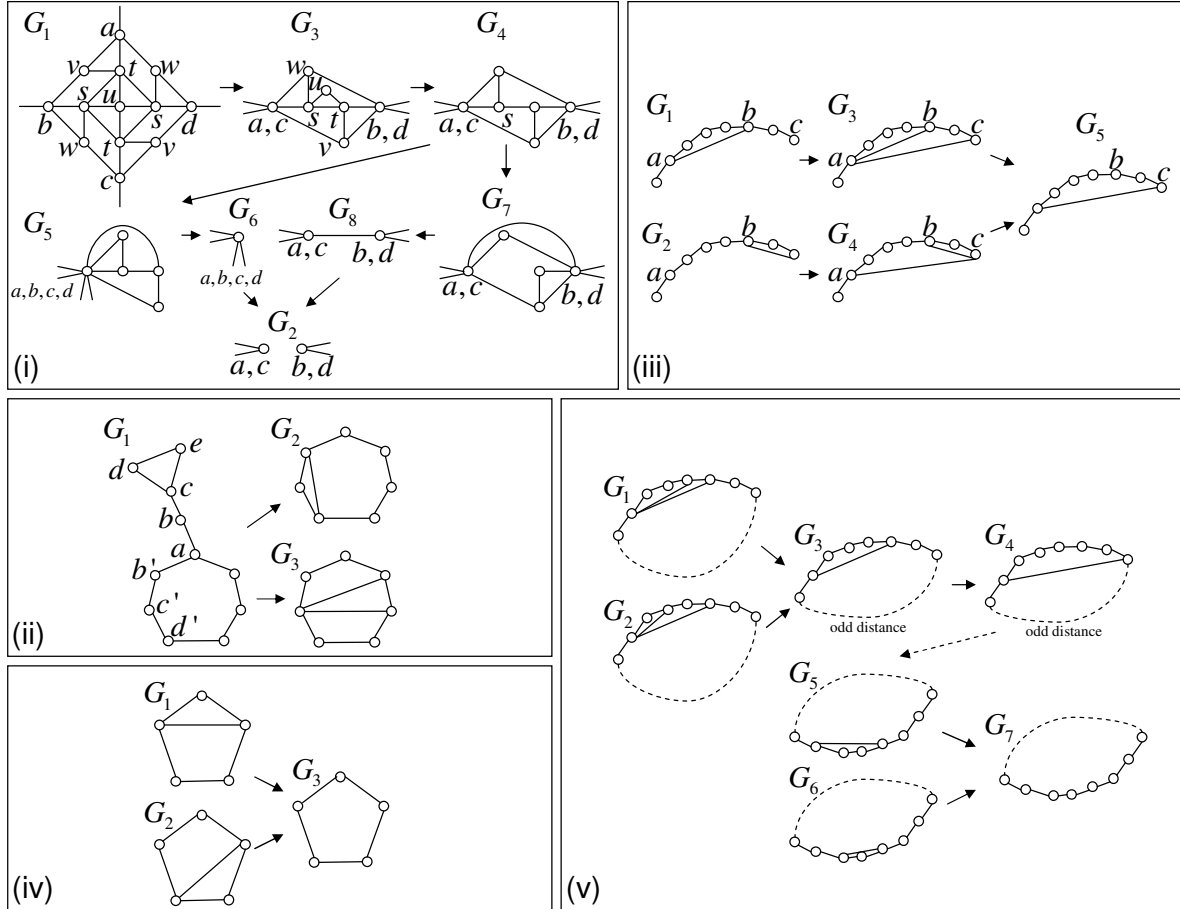 G1 G3 G4
a
v t w w u
s u s
b s d a, c s t b, d a, c s b, d
w t v v
c
G5 G6 G8 G7
a, c b, d
a, b, c, d a, b, c, d a, c b, d
G2
a, c b, d
(i)
G1 b c G3 b c G5
a a b c
G2 b G4 b c
a a
(iii)
G1 e G2
d
c
b
a G3
b'
c'
d'
(ii)
G1
G3
G2
(iv)
G1 G3 G4
G2
odd distance odd distance
G5 G7
G6
(v)